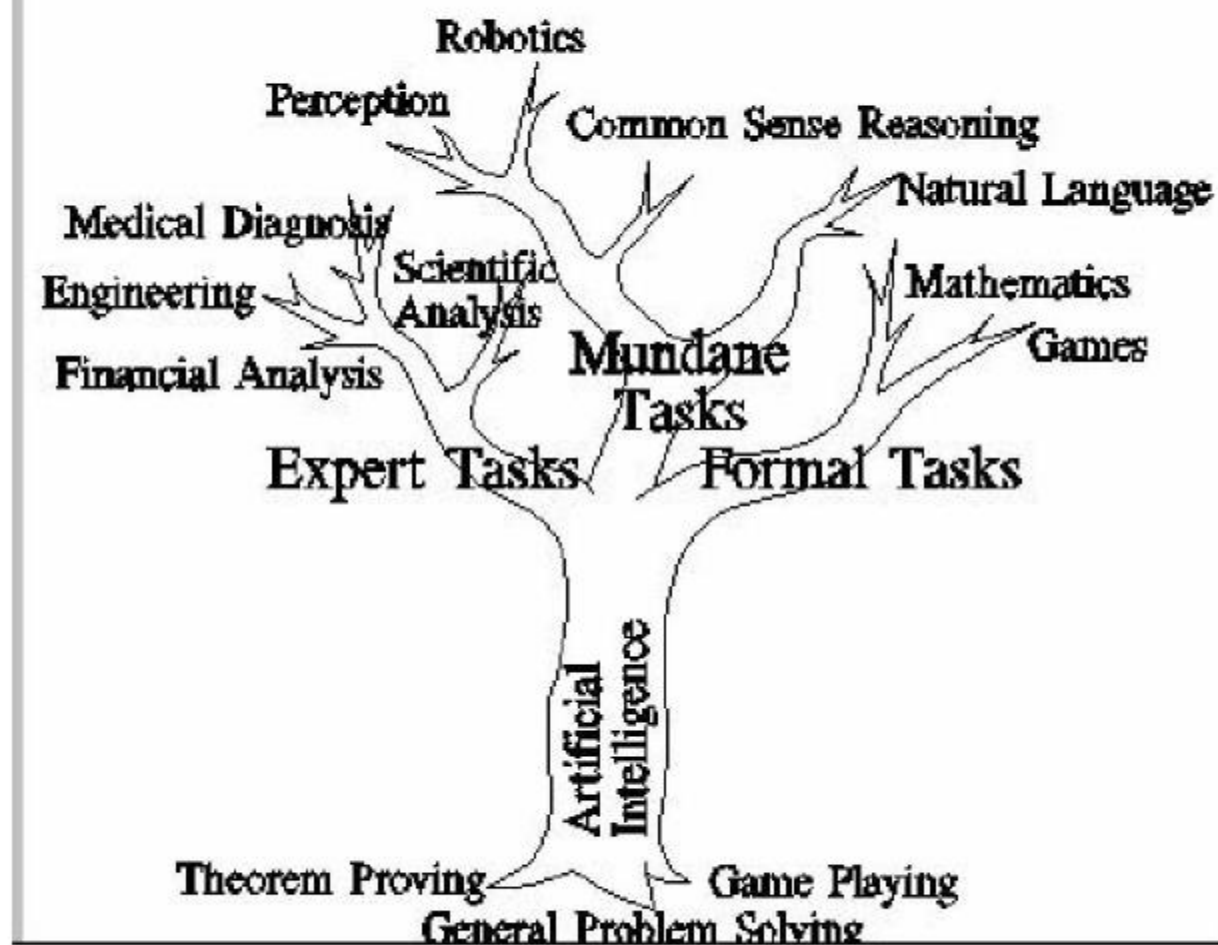 Robotics
Perception
Common Sense Reasoning
Natural Language
Medical Diagnosis
Scientific
Analysis
Engineering
Mathematics
Games
Financial Analysis
Mundane
Tasks
Expert Tasks
Formal Tasks
Artificial
Intelligence
Theorem Proving
Game Playing
General Problem Solving